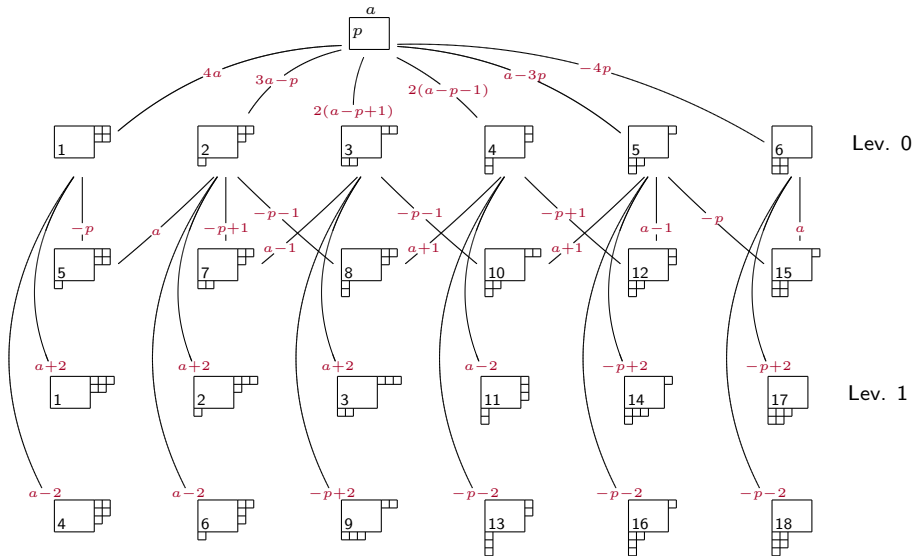 a
p
4a
3a−p
2(a−p+1)
2(a−p−1)
a−3p
−4p
1 2 3 4 5 6 Lev. 0
−p a −p+1 −p−1 a−1 −p−1 a+1 −p+1 a+1 a−1 −p a
5 7 8 10 12 15
a+2 a+2 a+2 a−2 −p+2 −p+2
1 2 3 11 14 17 Lev. 1
a−2 a−2 −p+2 −p−2 −p−2 −p−2
4 6 9 13 16 18